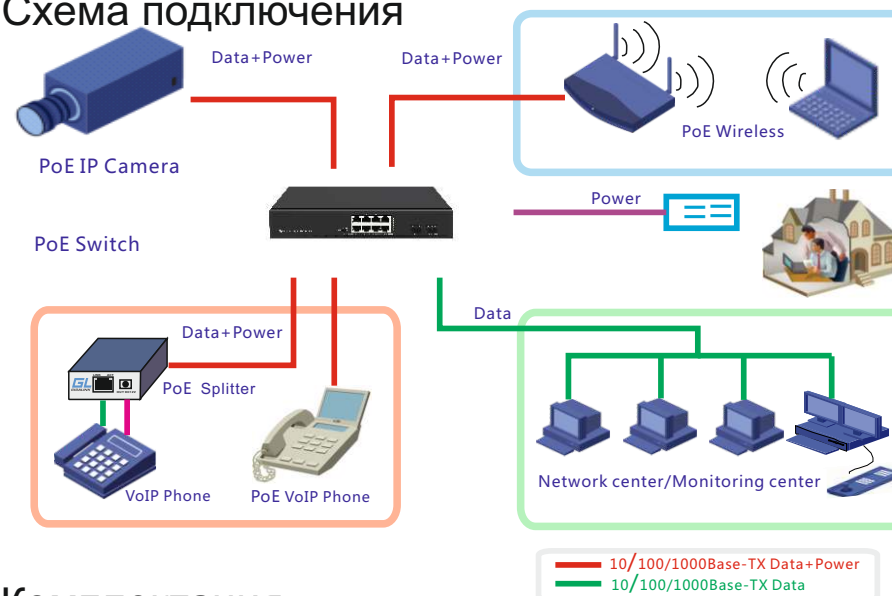 Схема подключения
Data+Power
Data+Power
PoE Wireless
PoE IP Camera
Power
PoE Switch
Data
Data+Power
GL
PoE Splitter
VoIP Phone
PoE VoIP Phone
Network center/Monitoring center
10/100/1000Base-TX Data+Power
10/100/1000Base-TX Data